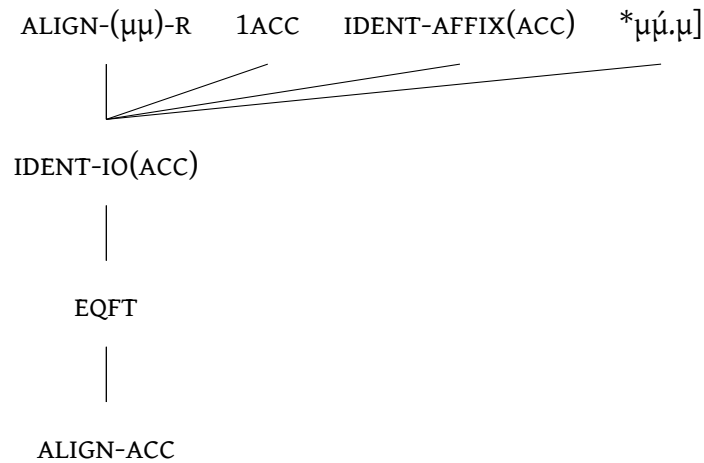 ALIGN-(μμ)-R 1ACC IDENT-AFFIX(ACC) *μμ́.μ]
IDENT-IO(ACC)
EQFT
ALIGN-ACC